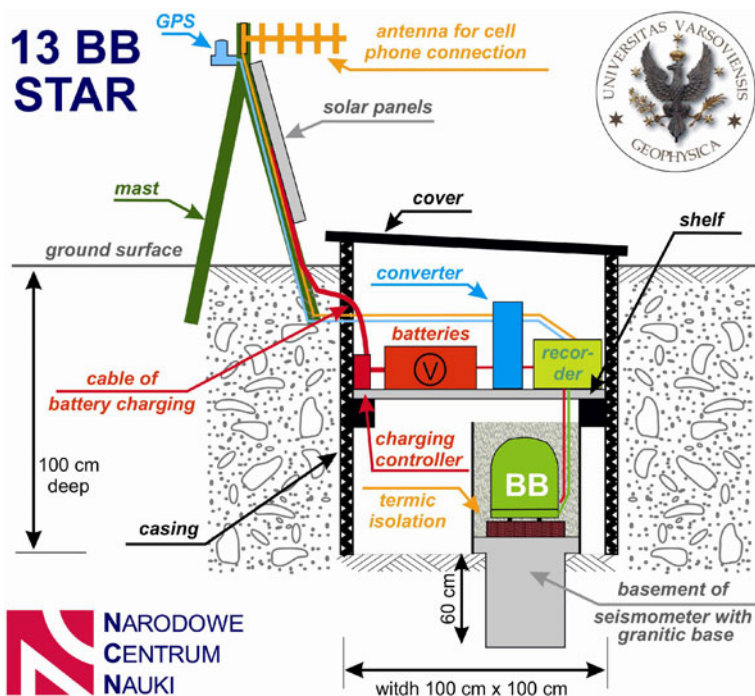 13 BB
STAR
GPS
antenna for cell
phone connection
solar panels
UNIVERSITAS VARSOVIENSIS
GEOPHYSICA
mast
cover
shelf
ground surface
converter
batteries
V
recor-
der
cable of
battery charging
charging
controller
100 cm
deep
BB
termic
isolation
casing
60 cm
basement of
seismometer with
granitic base
NARODOWE
CENTRUM
NAUKI
N
C
N
witdh 100 cm x 100 cm